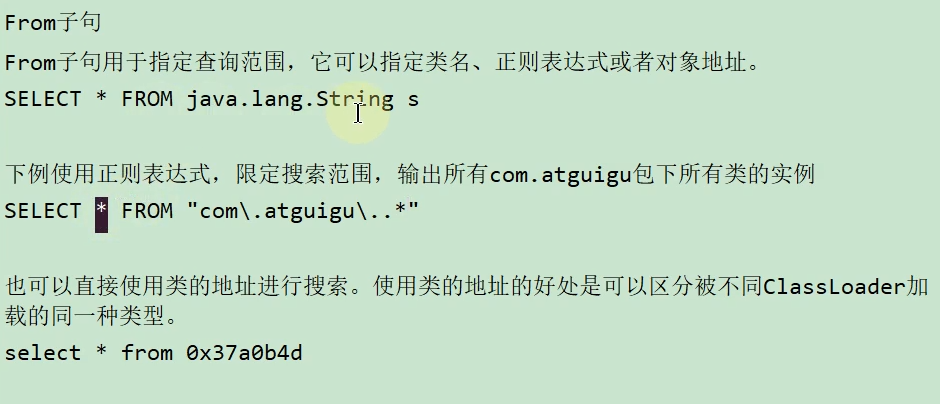 From子句
From子句用于指定查询范围，它可以指定类名、正则表达式或者对象地址。
SELECT * FROM java.lang.String s
下例使用正则表达式，限定搜索范围，输出所有com.atguigu包下所有类的实例
SELECT * FROM "com\.atguigu\..*"
也可以直接使用类的地址进行搜索。使用类的地址的好处是可以区分被不同ClassLoader加
载的同一种类型。
select * from 0x37a0b4d